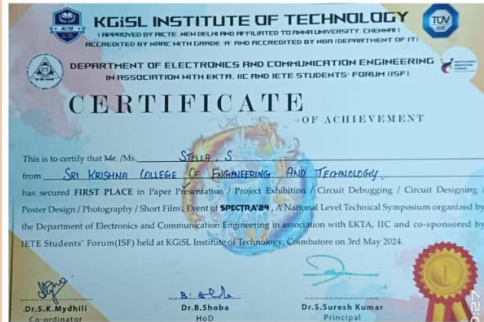 KGiSL INSTITUTE OF TECHNOLOGY
( APPROVED BY AICTE, NEW DELHI AND AFFILIATED TO ANNA UNIVERSITY, CHENNAI )
ACCREDITED BY NAAC WITH GRADE 'A' AND ACCREDITED BY NBA (DEPARTMENT OF IT)
DEPARTMENT OF ELECTRONICS AND COMMUNICATION ENGINEERING
IN ASSOCIATION WITH EKTA, IIC AND IETE STUDENTS' FORUM (ISF)
CERTIFICATE
OF ACHIEVEMENT
This is to certify that Mr. /Ms. STELLA . S
from SRI KRISHNA COLLEGE OF ENGINEERING AND TECHNOLOGY
has secured FIRST PLACE in Paper Presentation / Project Exhibition / Circuit Debugging / Circuit Designing /
Poster Design / Photography / Short Film Event of SPECTRA'24, A National Level Technical Symposium organized by
the Department of Electronics and Communication Engineering in association with EKTA, IIC and co-sponsored by
IETE Students' Forum(ISF) held at KGiSL Institute of Technology, Coimbatore on 3rd May 2024.
Dr.S.K.Mydhili
Co-ordinator
Dr.B.Shoba
HoD
Dr.S.Suresh Kumar
Principal